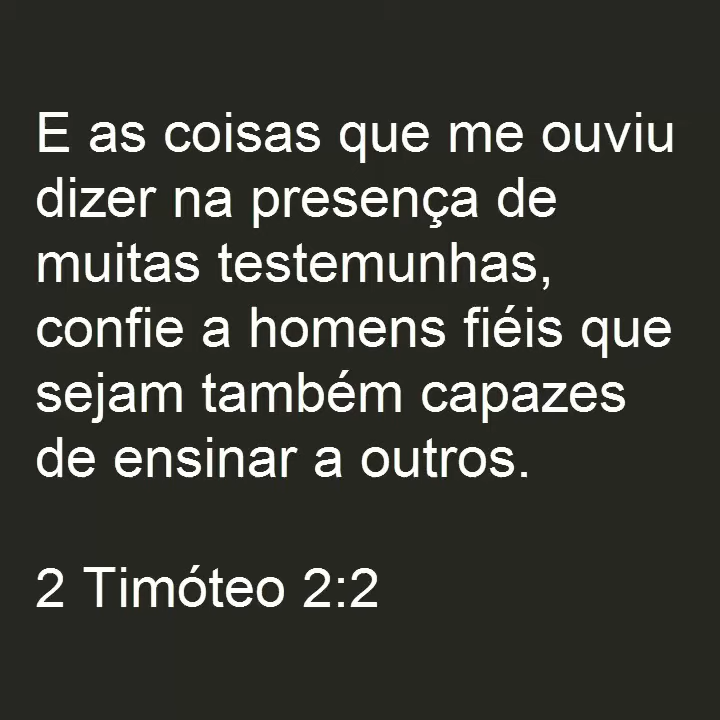 E as coisas que me ouviu
dizer na presença de
muitas testemunhas,
confie a homens fiéis que
sejam também capazes
de ensinar a outros.
2 Timóteo 2:2